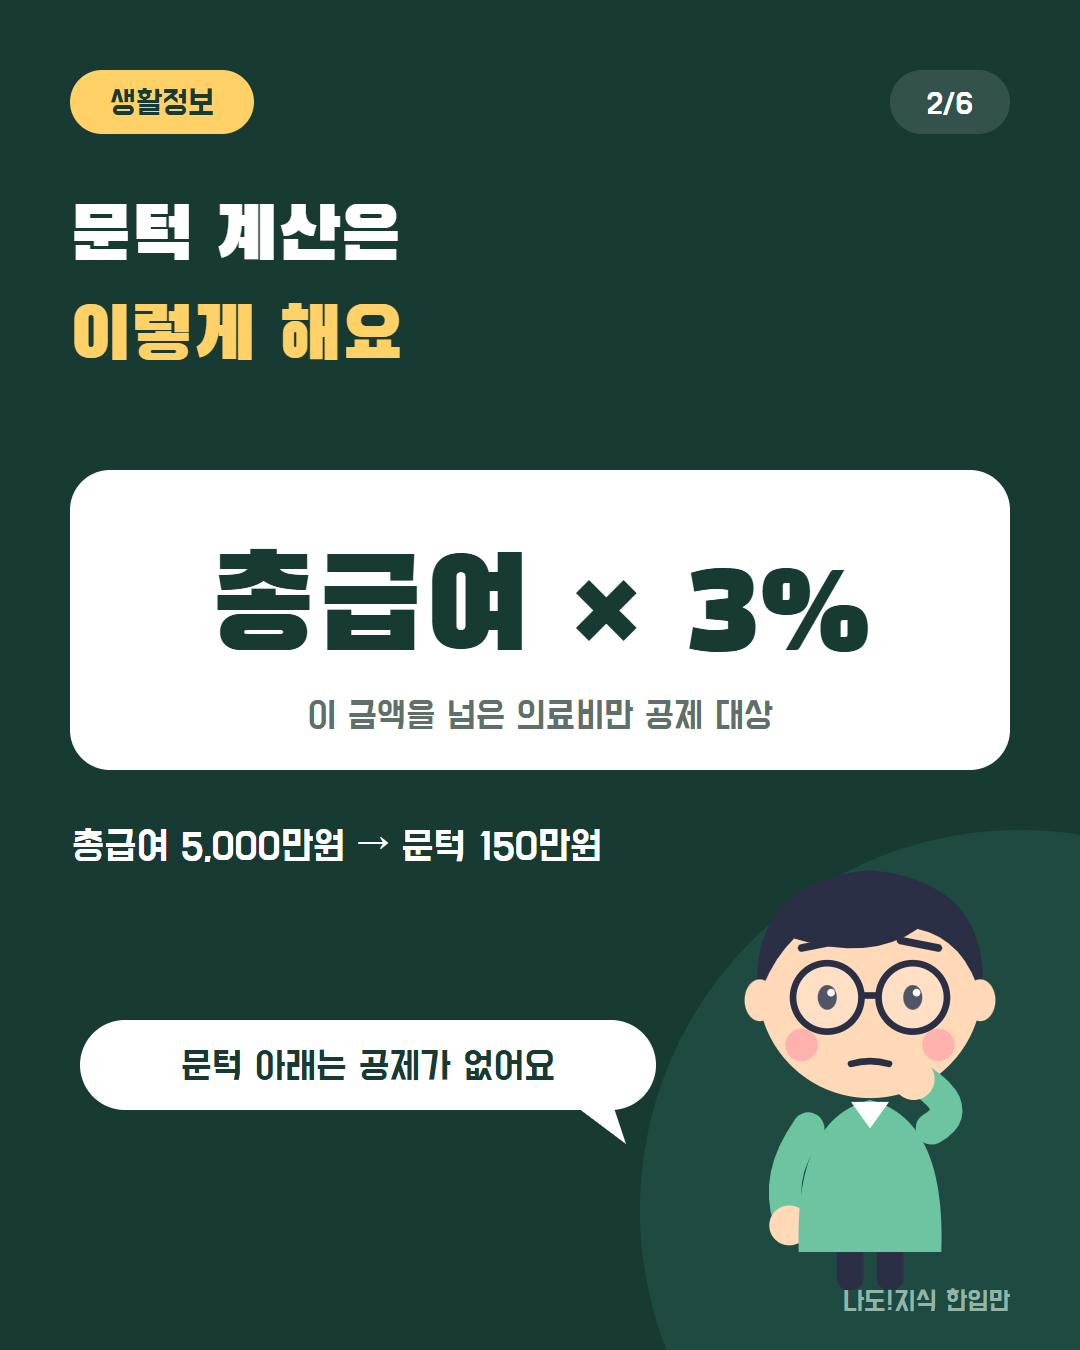 생활정보
2/6
문턱 계산은
이렇게 해요
총급여 × 3%
이 금액을 넘은 의료비만 공제 대상
총급여 5,000만원 → 문턱 150만원
문턱 아래는 공제가 없어요
나도!지식 한입만